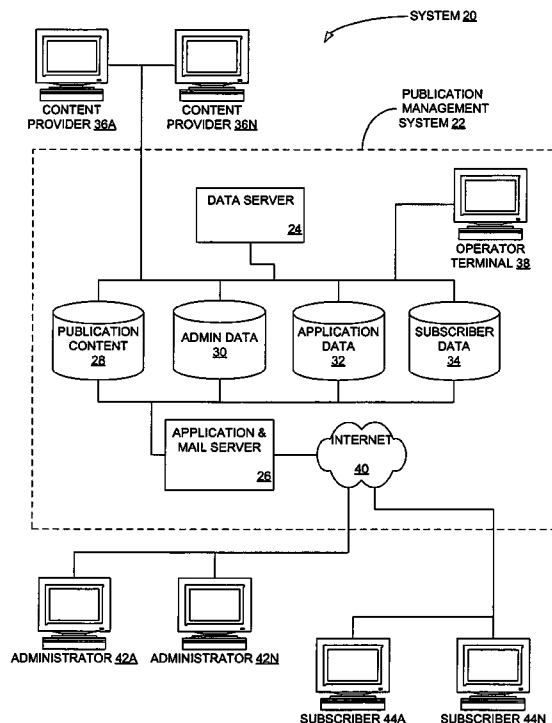 SYSTEM 20
CONTENT
PROVIDER 36A
CONTENT
PROVIDER 36N
PUBLICATION
MANAGEMENT
SYSTEM 22
DATA SERVER
24
OPERATOR
TERMINAL 38
PUBLICATION
CONTENT
28
ADMIN DATA
30
APPLICATION
DATA
32
SUBSCRIBER
DATA
34
APPLICATION &
MAIL SERVER
26
INTERNET
40
ADMINISTRATOR 42A
ADMINISTRATOR 42N
SUBSCRIBER 44A
SUBSCRIBER 44N